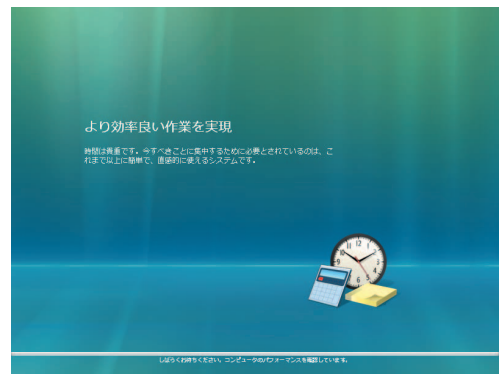 より効率良い作業を実現
時間は貴重です。今すべきことに集中するために必要とされているのは、こ
れまで以上に簡単で、直感的に使えるシステムです。
しばらくお待ちください。コンピュータのパフォーマンスを確認しています。